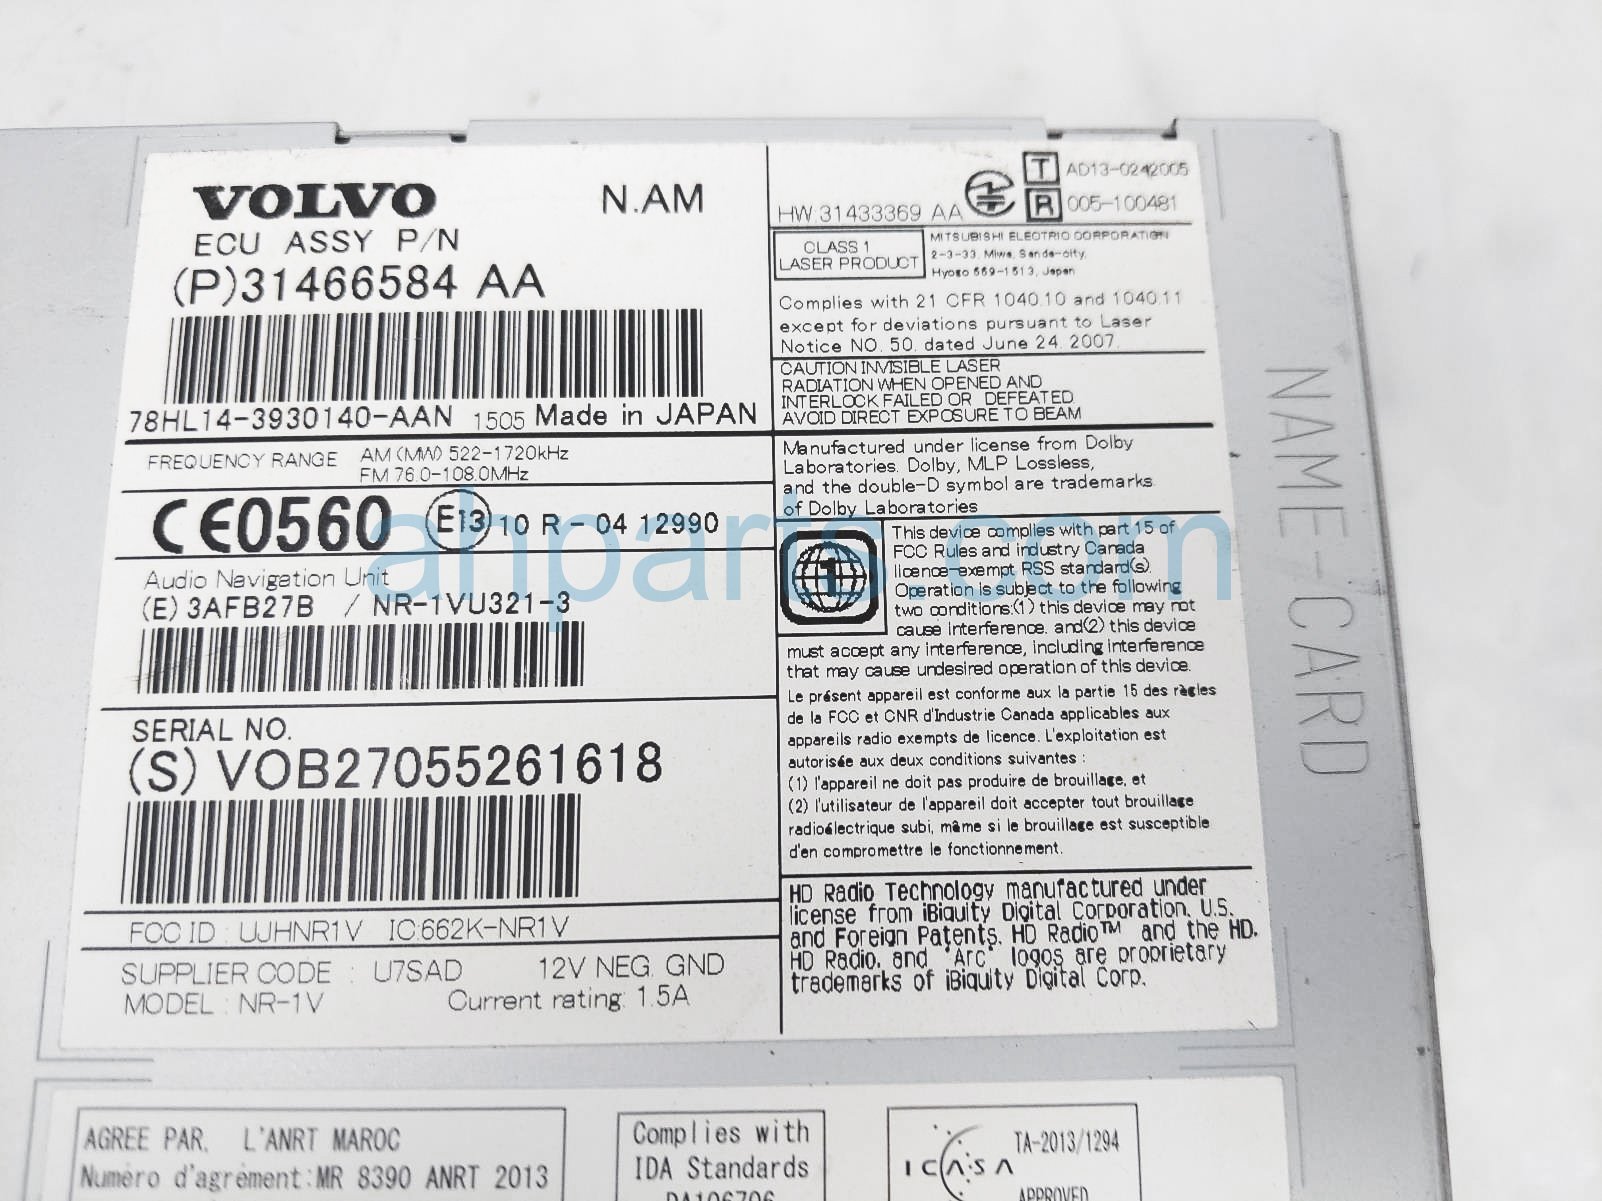 VOLVO N.AM
ECU ASSY P/N
(P)31466584 AA
78HL14-3930140-AAN 1505 Made in JAPAN
FREQUENCY RANGE AM (MW) 522-1720kHz
FM 76.0-108.0MHz
CE0560 E13 10 R - 04 12990
Audio Navigation Unit
(E) 3AFB27B / NR-1VU321-3
SERIAL NO.
(S) VOB27055261618
FCC ID : UJHNR1V IC:662K-NR1V
SUPPLIER CODE : U7SAD 12V NEG. GND
MODEL : NR-1V Current rating: 1.5A
HW:31433369 AA
T AD13-0242005
R 005-100481
CLASS 1
LASER PRODUCT
MITSUBISHI ELECTRIC CORPORATION
2-3-33, Miwa, Sanda-city,
Hyogo 669-1513, Japan
Complies with 21 CFR 1040.10 and 1040.11
except for deviations pursuant to Laser
Notice NO. 50, dated June 24, 2007.
CAUTION INVISIBLE LASER
RADIATION WHEN OPENED AND
INTERLOCK FAILED OR DEFEATED.
AVOID DIRECT EXPOSURE TO BEAM
Manufactured under license from Dolby
Laboratories. Dolby, MLP Lossless,
and the double-D symbol are trademarks
of Dolby Laboratories
1
This device complies with part 15 of
FCC Rules and industry Canada
licence-exempt RSS standard(s).
Operation is subject to the following
two conditions:(1) this device may not
cause interference, and(2) this device
must accept any interference, including interference
that may cause undesired operation of this device.
Le présent appareil est conforme aux la partie 15 des règles
de la FCC et CNR d'Industrie Canada applicables aux
appareils radio exempts de licence. L'exploitation est
autorisée aux deux conditions suivantes :
(1) l'appareil ne doit pas produire de brouillage, et
(2) l'utilisateur de l'appareil doit accepter tout brouillage
radioélectrique subi, même si le brouillage est susceptible
d'en compromettre le fonctionnement.
HD Radio Technology manufactured under
license from iBiquity Digital Corporation. U.S.
and Foreign Patents. HD Radio™ and the HD,
HD Radio, and "Arc" logos are proprietary
trademarks of iBiquity Digital Corp.
NAME-CARD
AGREE PAR. L'ANRT MAROC
Numéro d'agrément:MR 8390 ANRT 2013
Complies with
IDA Standards
DA106706
ICASA TA-2013/1294
APPROVED
ahparts.com